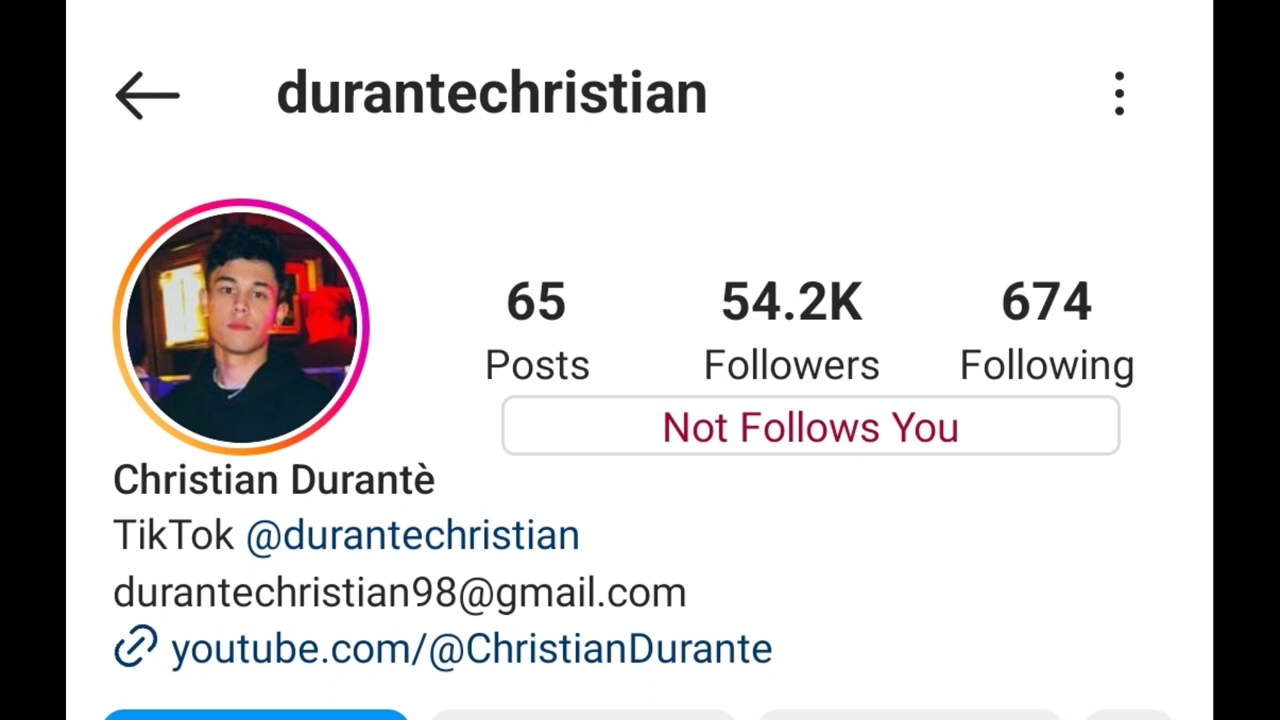 durantechristian
65 54.2K 674
Posts Followers Following
Not Follows You
Christian Durantè
TikTok @durantechristian
durantechristian98@gmail.com
youtube.com/@ChristianDurante